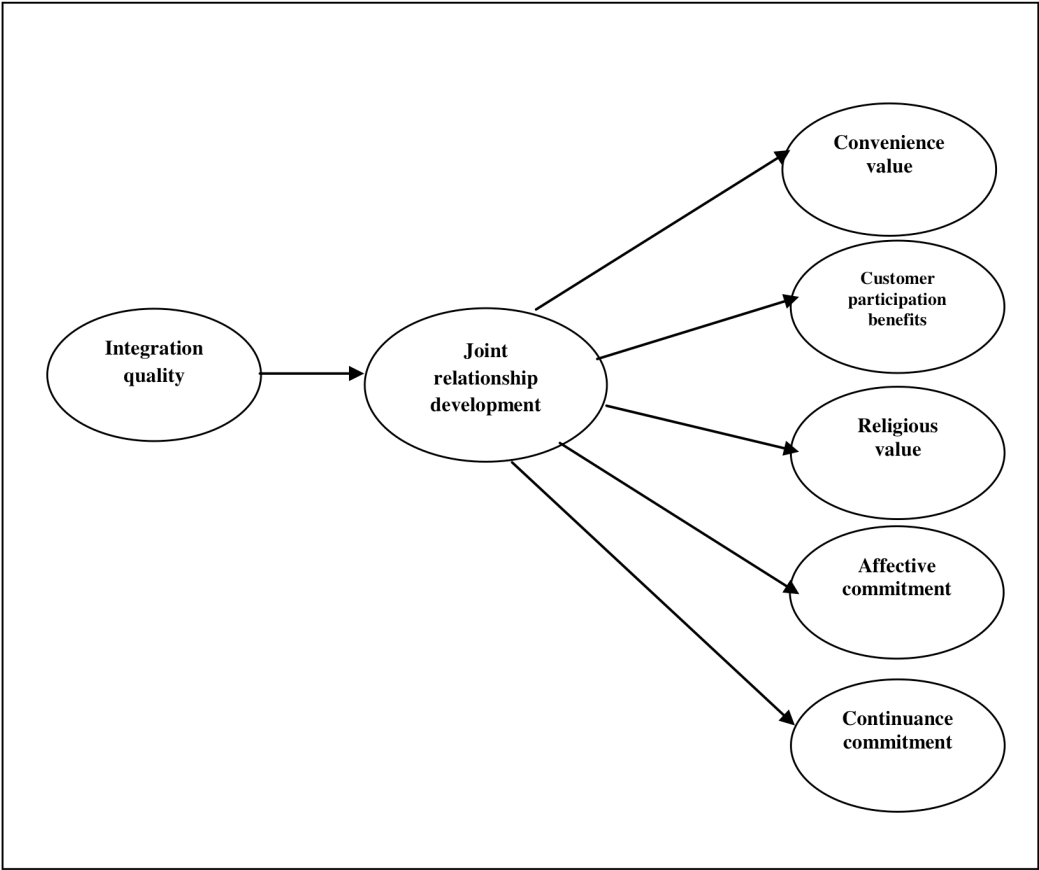 Integration
quality
Joint
relationship
development
Convenience
value
Customer
participation
benefits
Religious
value
Affective
commitment
Continuance
commitment